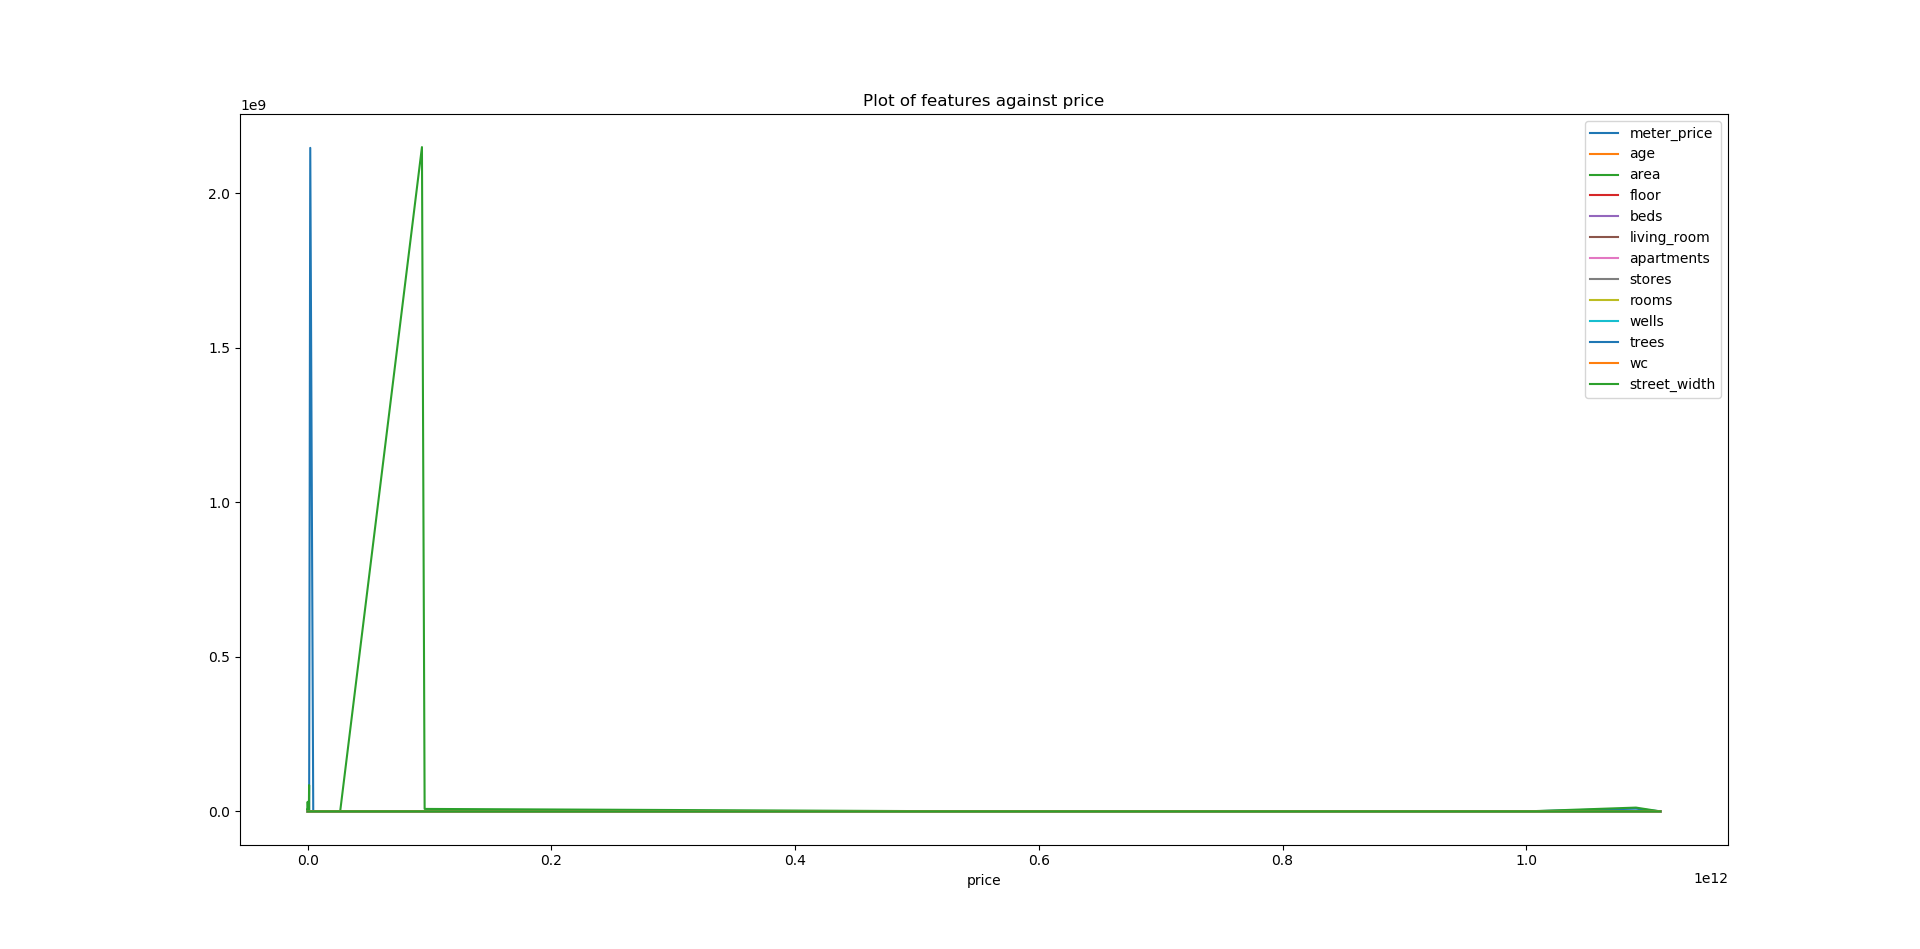 Plot of features against price
1e9
2.0
1.5
1.0
0.5
0.0
meter_price
age
area
floor
beds
living_room
apartments
stores
rooms
wells
trees
wc
street_width
0.0 0.2 0.4 0.6 0.8 1.0
price
1e12